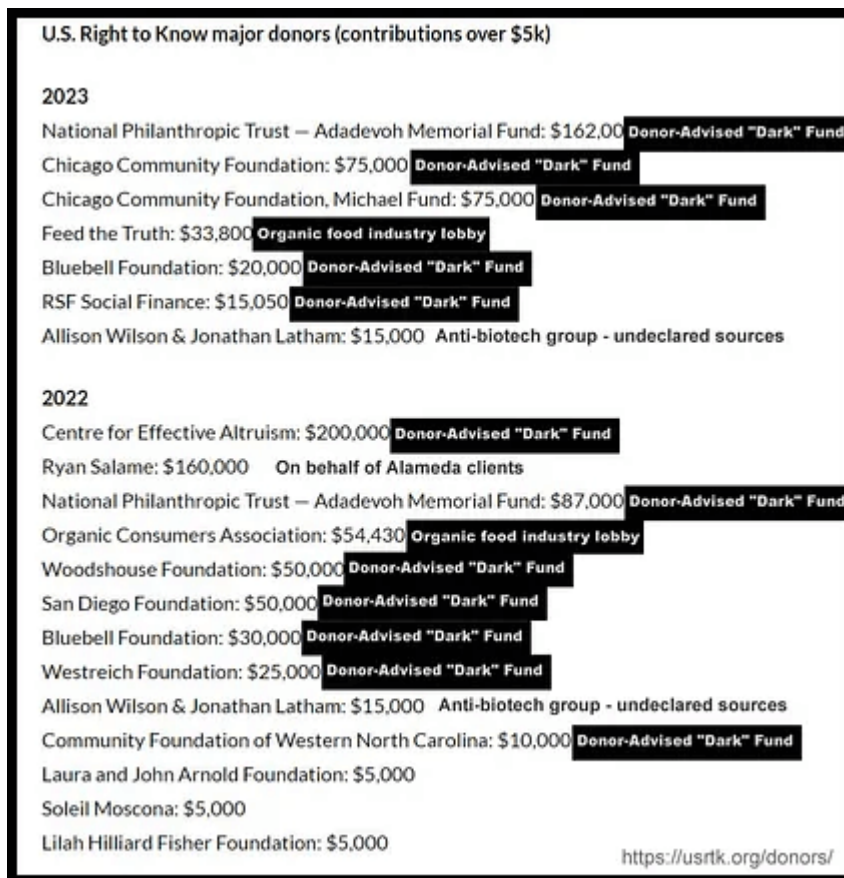 U.S. Right to Know major donors (contributions over $5k)
2023
National Philanthropic Trust — Adadevoh Memorial Fund: $162,00 Donor-Advised "Dark" Fund
Chicago Community Foundation: $75,000 Donor-Advised "Dark" Fund
Chicago Community Foundation, Michael Fund: $75,000 Donor-Advised "Dark" Fund
Feed the Truth: $33,800 Organic food industry lobby
Bluebell Foundation: $20,000 Donor-Advised "Dark" Fund
RSF Social Finance: $15,050 Donor-Advised "Dark" Fund
Allison Wilson & Jonathan Latham: $15,000 Anti-biotech group - undeclared sources
2022
Centre for Effective Altruism: $200,000 Donor-Advised "Dark" Fund
Ryan Salame: $160,000 On behalf of Alameda clients
National Philanthropic Trust — Adadevoh Memorial Fund: $87,000 Donor-Advised "Dark" Fund
Organic Consumers Association: $54,430 Organic food industry lobby
Woodshouse Foundation: $50,000 Donor-Advised "Dark" Fund
San Diego Foundation: $50,000 Donor-Advised "Dark" Fund
Bluebell Foundation: $30,000 Donor-Advised "Dark" Fund
Westreich Foundation: $25,000 Donor-Advised "Dark" Fund
Allison Wilson & Jonathan Latham: $15,000 Anti-biotech group - undeclared sources
Community Foundation of Western North Carolina: $10,000 Donor-Advised "Dark" Fund
Laura and John Arnold Foundation: $5,000
Soleil Moscona: $5,000
Lilah Hilliard Fisher Foundation: $5,000
https://usrtk.org/donors/